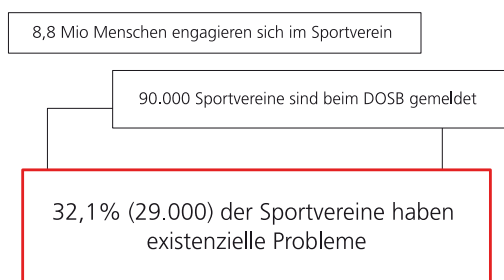 8,8 Mio Menschen engagieren sich im Sportverein
90.000 Sportvereine sind beim DOSB gemeldet
32,1% (29.000) der Sportvereine haben
existenzielle Probleme